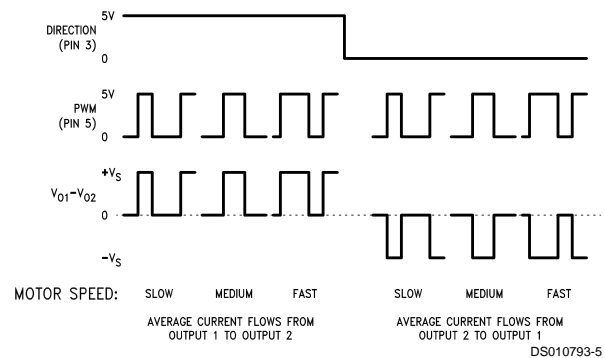 5V
DIRECTION
(PIN 3)
0
5V
PWM
(PIN 5)
0
+VS
VO1–VO2
0
–VS
MOTOR SPEED: SLOW MEDIUM FAST SLOW MEDIUM FAST
AVERAGE CURRENT FLOWS FROM
OUTPUT 1 TO OUTPUT 2
AVERAGE CURRENT FLOWS FROM
OUTPUT 2 TO OUTPUT 1
DS010793-5